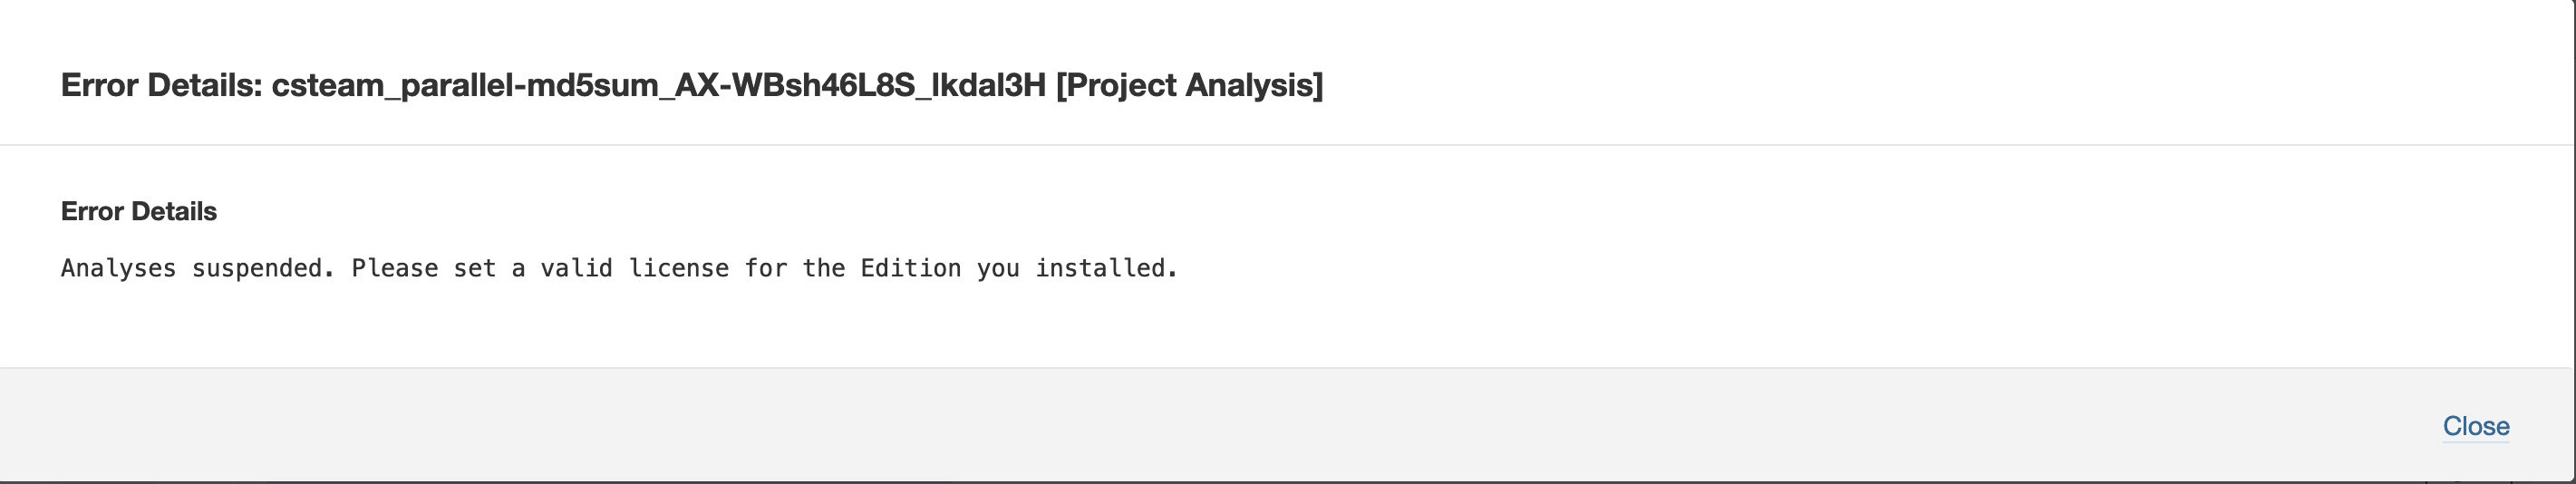 Error Details: csteam_parallel-md5sum_AX-WBsh46L8S_lkdal3H [Project Analysis]
Error Details
Analyses suspended. Please set a valid license for the Edition you installed.
Close